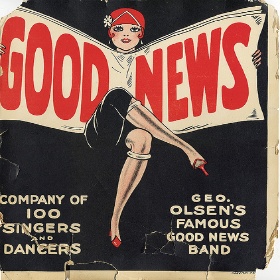 GOOD NEWS
COMPANY OF
100
SINGERS
AND
DANCERS
GEO.
OLSEN'S
FAMOUS
GOOD NEWS
BAND